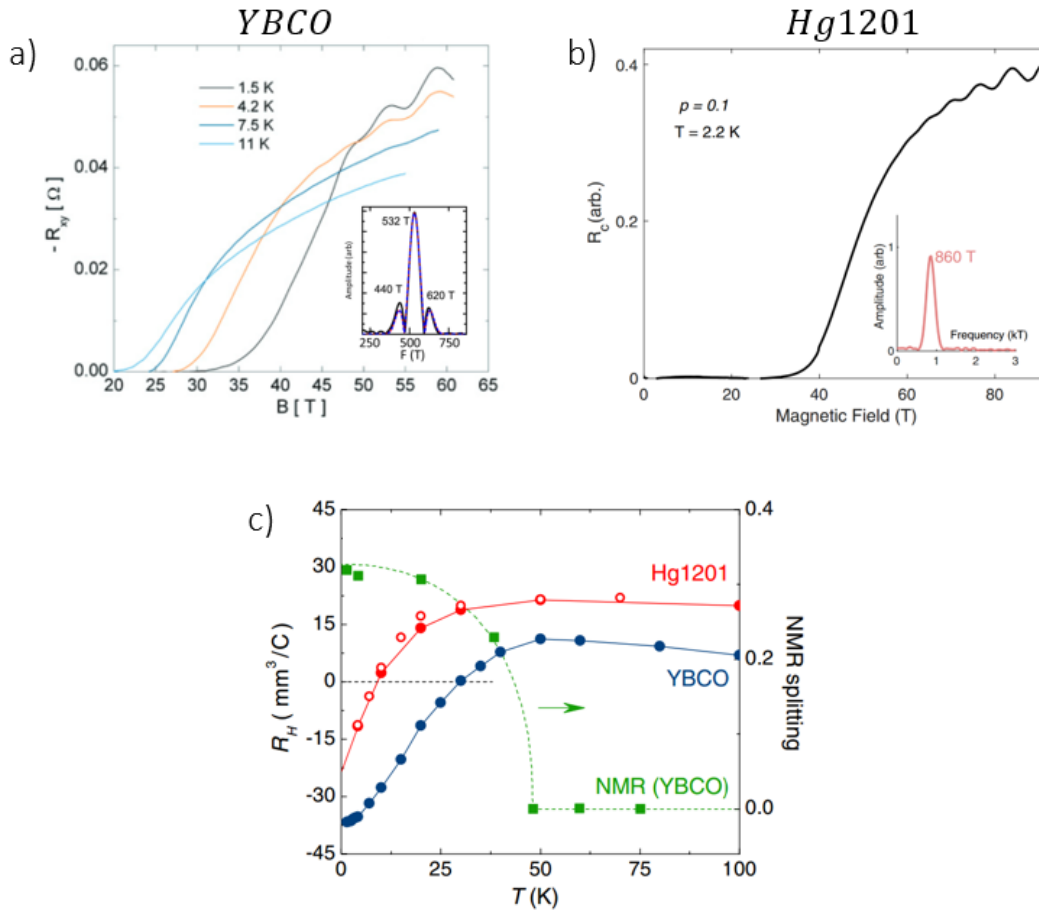 YBCO
Hg1201
a)
0.06
0.04
0.02
0.00
- Rxy [ Ω ]
1.5 K
4.2 K
7.5 K
11 K
20 25 30 35 40 45 50 55 60 65
B [ T ]
Amplitude (arb)
532 T
440 T
620 T
250 500 750
F (T)
b)
0.4
0.2
0
Rc (arb.)
p = 0.1
T = 2.2 K
0 40 60 80
Magnetic Field (T)
Amplitude (arb)
1
0
860 T
Frequency (kT)
0 1 2 3
c)
45
30
15
0
-15
-30
-45
RH ( mm³/C )
Hg1201
YBCO
NMR (YBCO)
0.4
0.2
0.0
NMR splitting
0 25 50 75 100
T (K)